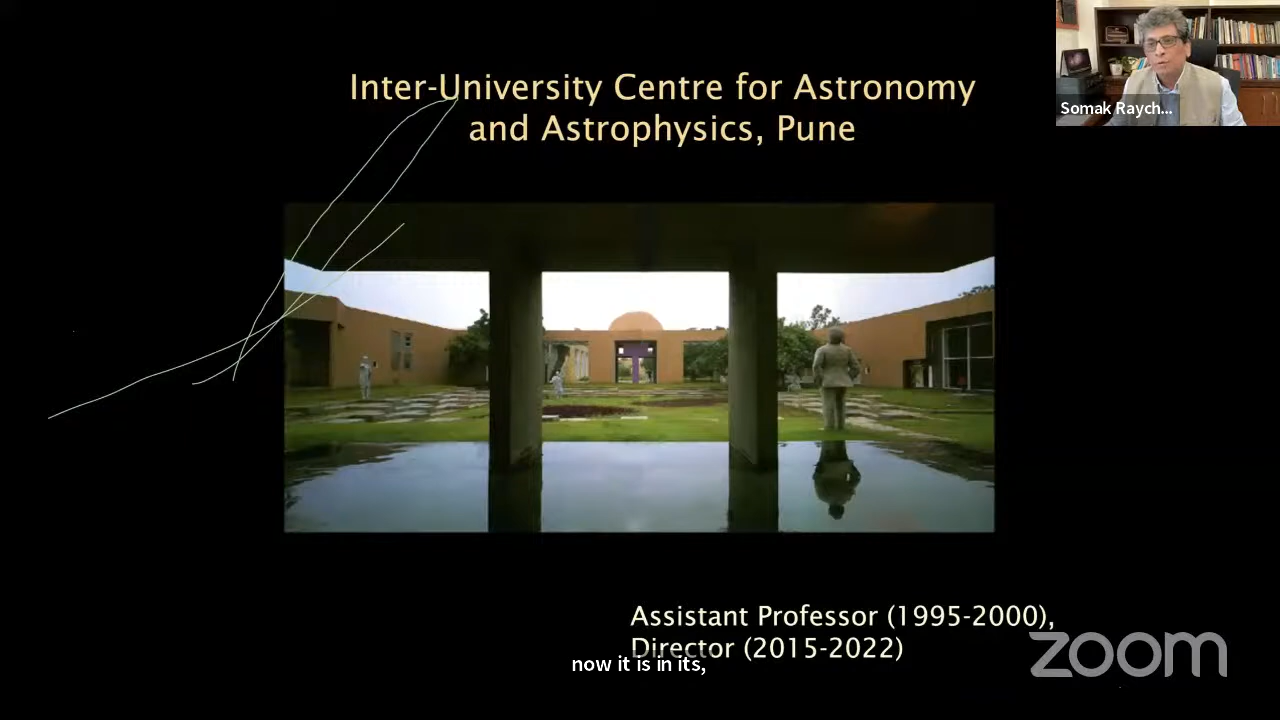 Inter-University Centre for Astronomy
and Astrophysics, Pune
Somak Raych...
Assistant Professor (1995-2000),
Director (2015-2022)
now it is in its,
zoom